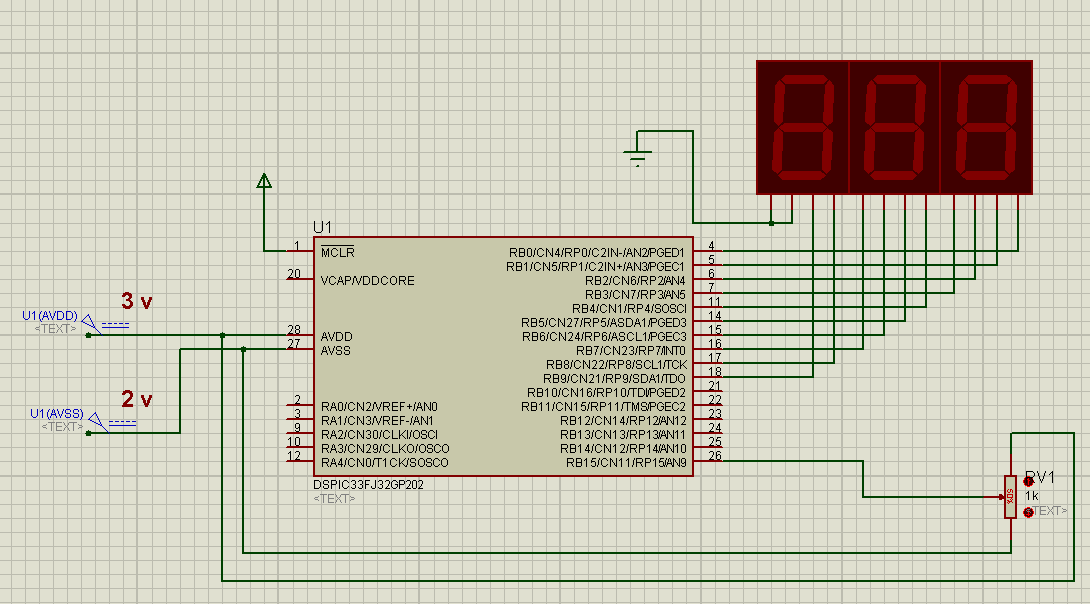 U1
1 MCLR
20 VCAP/VDDCORE
3 v
U1(AVDD)
<TEXT>
28 AVDD
27 AVSS
2 v
U1(AVSS)
<TEXT>
2 RA0/CN2/VREF+/AN0
3 RA1/CN3/VREF-/AN1
9 RA2/CN30/CLKI/OSCI
10 RA3/CN29/CLKO/OSCO
12 RA4/CN0/T1CK/SOSCO
RB0/CN4/RP0/C2IN-/AN2/PGED1 4
RB1/CN5/RP1/C2IN+/AN3/PGEC1 5
RB2/CN6/RP2/AN4 6
RB3/CN7/RP3/AN5 7
RB4/CN1/RP4/SOSCI 11
RB5/CN27/RP5/ASDA1/PGED3 14
RB6/CN24/RP6/ASCL1/PGEC3 15
RB7/CN23/RP7/INT0 16
RB8/CN22/RP8/SCL1/TCK 17
RB9/CN21/RP9/SDA1/TDO 18
RB10/CN16/RP10/TDI/PGED2 21
RB11/CN15/RP11/TMS/PGEC2 22
RB12/CN14/RP12/AN12 23
RB13/CN13/RP13/AN11 24
RB14/CN12/RP14/AN10 25
RB15/CN11/RP15/AN9 26
DSPIC33FJ32GP202
<TEXT>
RV1
1k
<TEXT>
50%